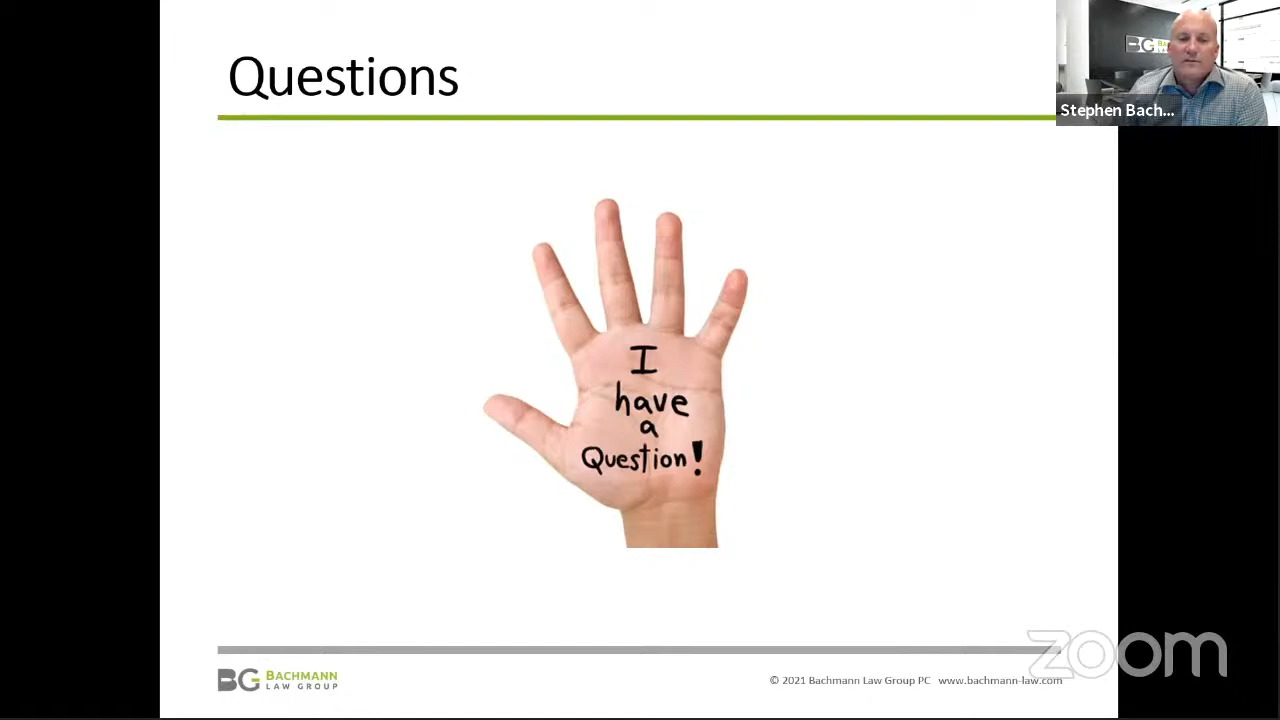 Questions
BG
Stephen Bach...
I
have
a
Question!
BG BACHMANN
LAW GROUP
© 2021 Bachmann Law Group PC www.bachmann-law.com
zoom